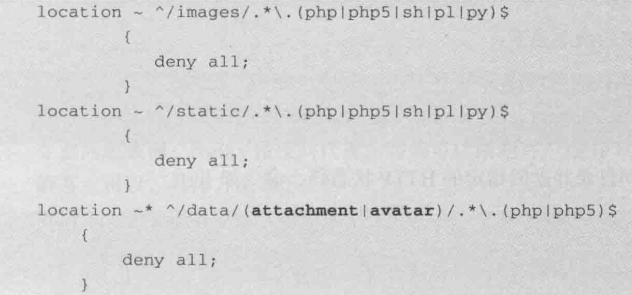 location ~ ^/images/.*\.(php|php5|sh|pl|py)$
{
deny all;
}
location ~ ^/static/.*\.(php|php5|sh|pl|py)$
{
deny all;
}
location ~* ^/data/(attachment|avatar)/.*\.(php|php5)$
{
deny all;
}